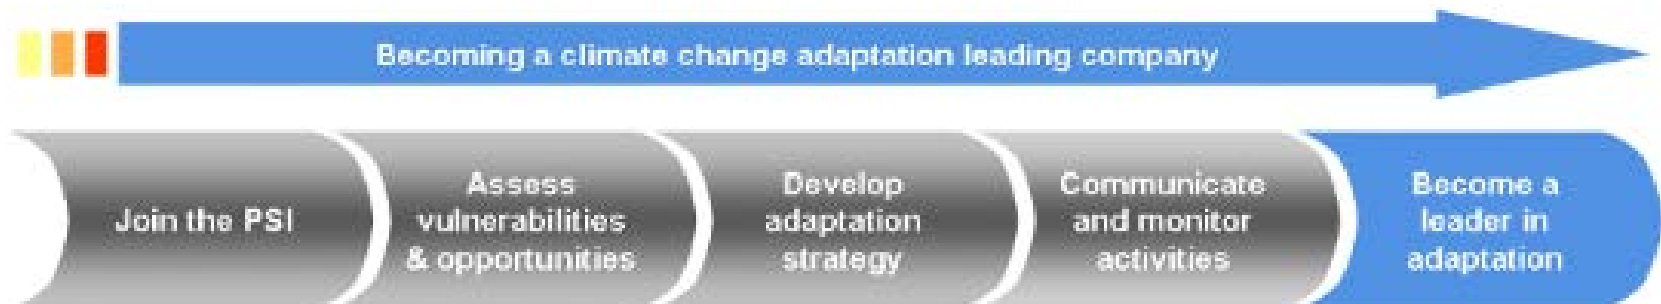 Becoming a climate change adaptation leading company
Join the PSI
Assess
vulnerabilities
& opportunities
Develop
adaptation
strategy
Communicate
and monitor
activities
Become a
leader in
adaptation